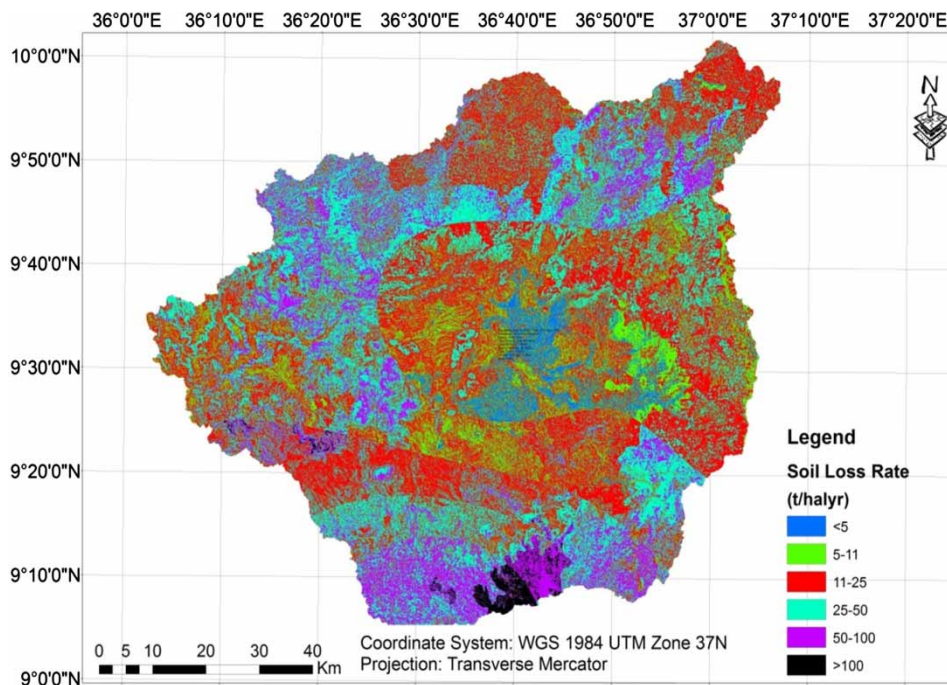 36°0'0"E 36°10'0"E 36°20'0"E 36°30'0"E 36°40'0"E 36°50'0"E 37°0'0"E 37°20'0"E
10°0'0"N
9°50'0"N
9°40'0"N
9°30'0"N
9°20'0"N
9°10'0"N
9°0'0"N
N
Legend
Soil Loss Rate
(t/halyr)
<5
5-11
11-25
25-50
50-100
>100
0 5 10 20 30 40
Km
Coordinate System: WGS 1984 UTM Zone 37N
Projection: Transverse Mercator